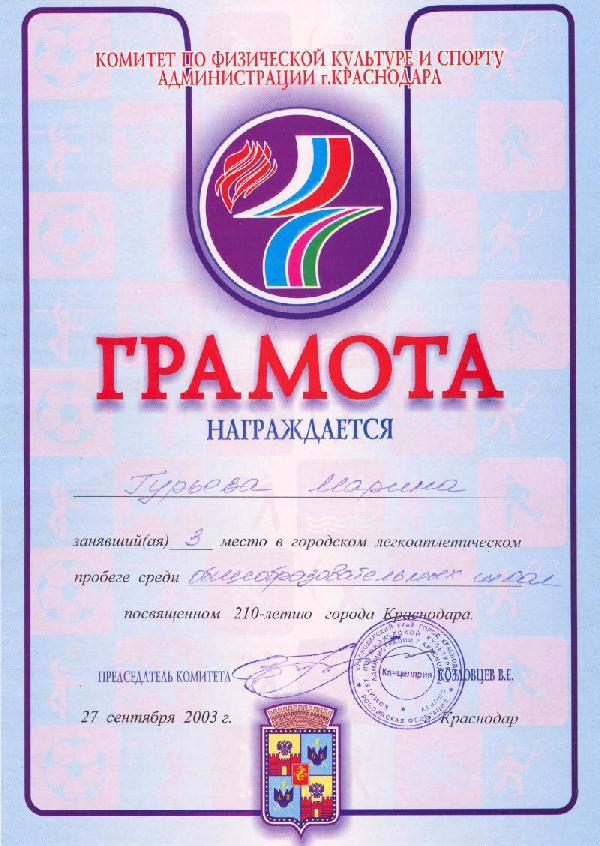 КОМИТЕТ ПО ФИЗИЧЕСКОЙ КУЛЬТУРЕ И СПОРТУ
АДМИНИСТРАЦИИ г.КРАСНОДАРА
ГРАМОТА
НАГРАЖДАЕТСЯ
Гурьова Марина
занявший(ая) 3 место в городском легкоатлетическом
пробеге среди общеобразовательных школ
посвященном 210-летию города Краснодара.
ПРЕДСЕДАТЕЛЬ КОМИТЕТА
КОЗЛОВЦЕВ В.Е.
Канцелярия
27 сентября 2003 г.
г. Краснодар